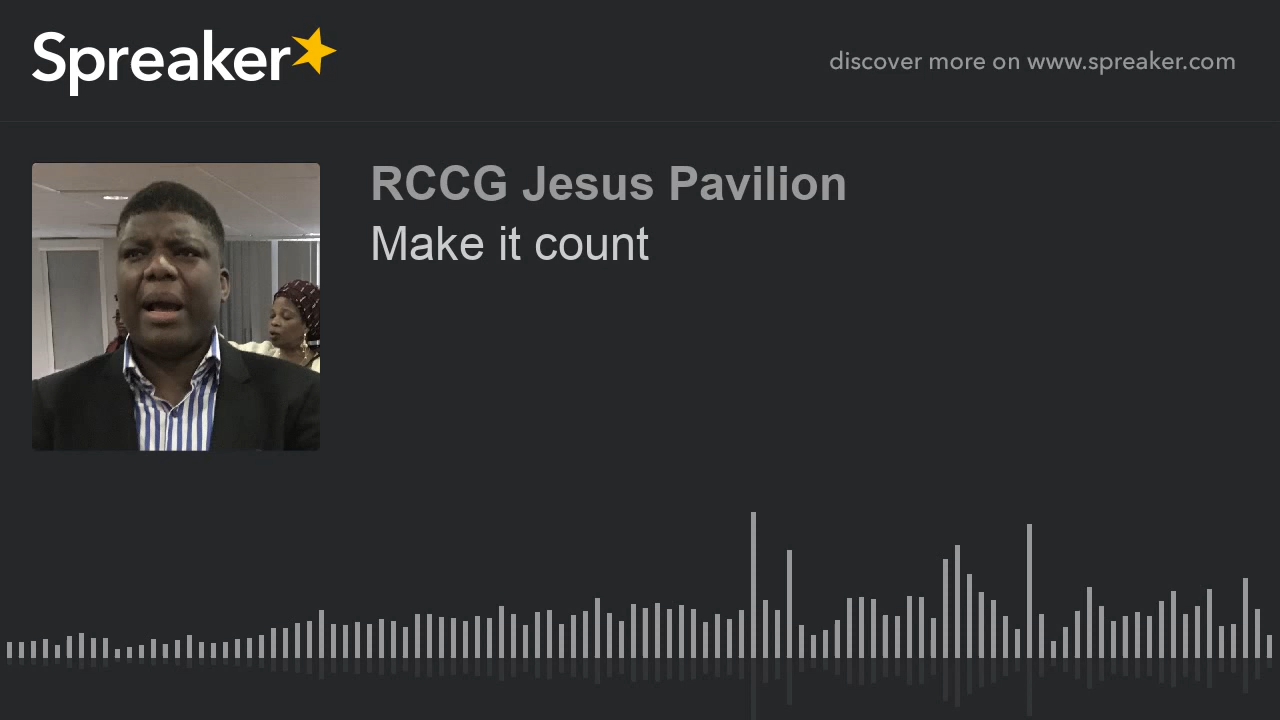 Spreaker
discover more on www.spreaker.com
RCCG Jesus Pavilion
Make it count